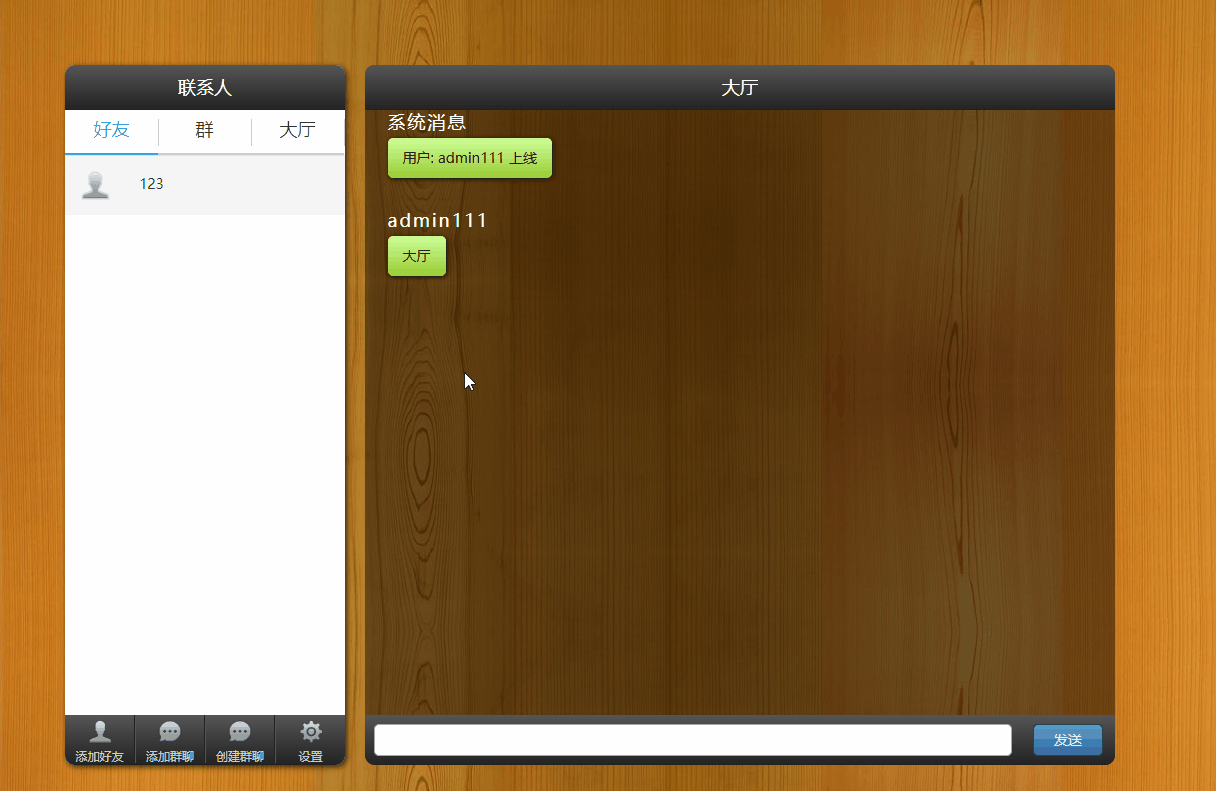 联系人
好友
群
大厅
123
添加好友
添加群聊
创建群聊
设置
大厅
系统消息
用户: admin111 上线
admin111
大厅
发送